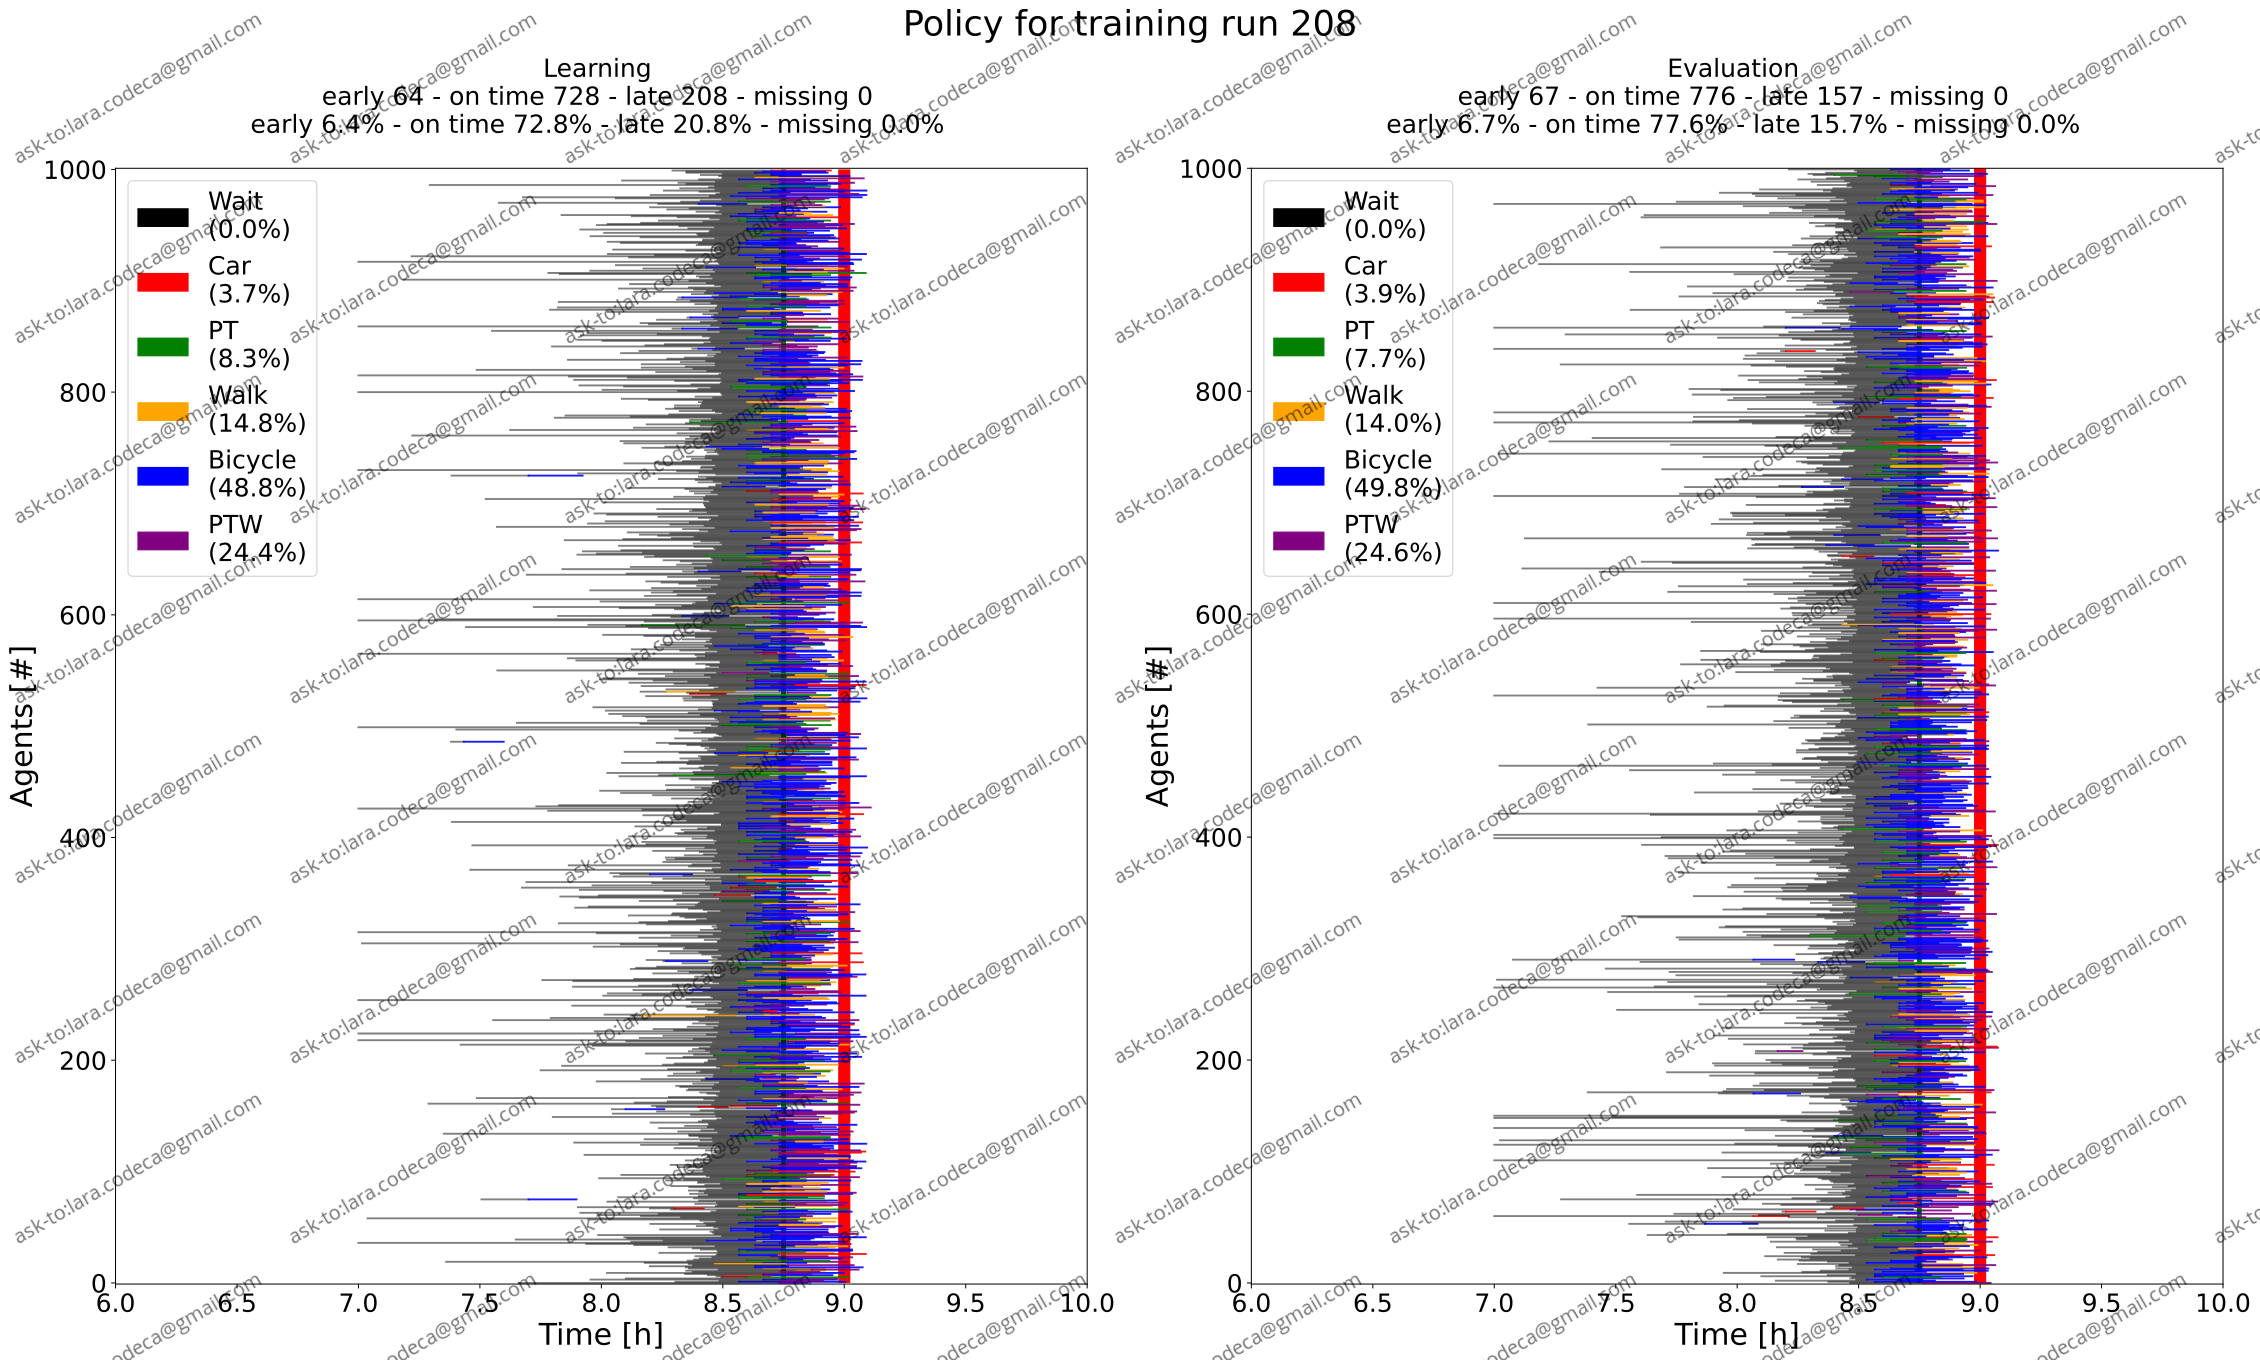 Policy for training run 208
Learning
early 64 - on time 728 - late 208 - missing 0
early 6.4% - on time 72.8% - late 20.8% - missing 0.0%
1000
800
600
400
200
0
Agents [#]
Wait
(0.0%)
Car
(3.7%)
PT
(8.3%)
Walk
(14.8%)
Bicycle
(48.8%)
PTW
(24.4%)
6.0 6.5 7.0 7.5 8.0 8.5 9.0 9.5 10.0
Time [h]
Evaluation
early 67 - on time 776 - late 157 - missing 0
early 6.7% - on time 77.6% - late 15.7% - missing 0.0%
1000
800
600
400
200
0
Agents [#]
Wait
(0.0%)
Car
(3.9%)
PT
(7.7%)
Walk
(14.0%)
Bicycle
(49.8%)
PTW
(24.6%)
6.0 6.5 7.0 7.5 8.0 8.5 9.0 9.5 10.0
Time [h]
ask-to:lara.codeca@gmail.com